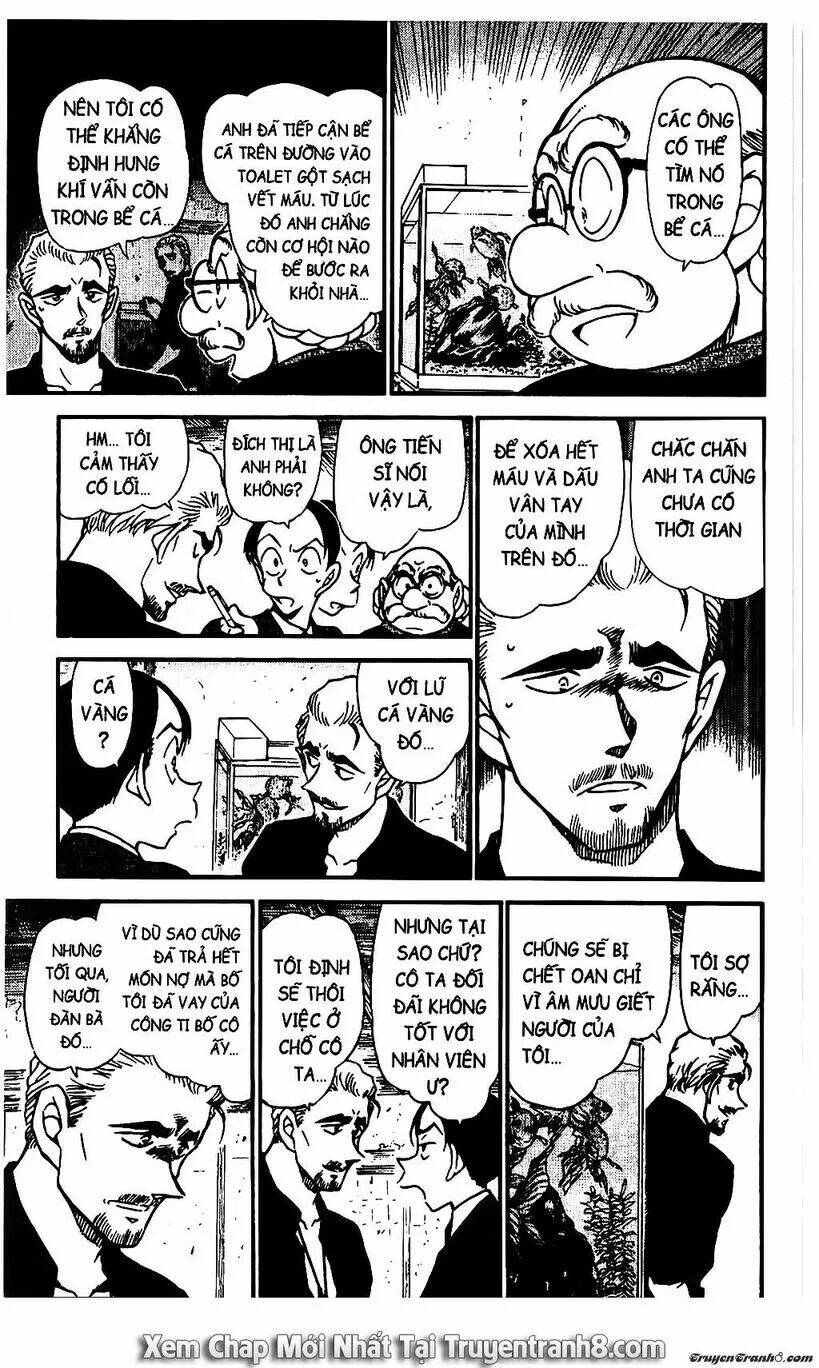 CÁC ÔNG
CÓ THỂ
TÌM NÓ
TRONG
BỂ CÁ...
ANH ĐÃ TIẾP CẬN BỂ
CÁ TRÊN ĐƯỜNG VÀO
TOALET GỘT SẠCH
VẾT MÁU. TỪ LÚC
ĐÓ ANH CHẲNG
CÒN CƠ HỘI NÀO
ĐỂ BƯỚC RA
KHỎI NHÀ...
NÊN TÔI CÓ
THỂ KHẲNG
ĐỊNH HUNG
KHÍ VẪN CÒN
TRONG BỂ CÁ...
CHẮC CHẮN
ANH TA CŨNG
CHƯA CÓ
THỜI GIAN
ĐỂ XÓA HẾT
MÁU VÀ DẤU
VÂN TAY
CỦA MÌNH
TRÊN ĐÓ...
ÔNG TIẾN
SĨ NÓI
VẬY LÀ,
ĐÍCH THỊ LÀ
ANH PHẢI
KHÔNG?
HM... TÔI
CẢM THẤY
CÓ LỖI...
VỚI LŨ
CÁ VÀNG
ĐÓ...
CÁ
VÀNG
?
TÔI SỢ
RẰNG...
CHÚNG SẼ BỊ
CHẾT OAN CHỈ
VÌ ÂM MƯU GIẾT
NGƯỜI CỦA
TÔI...
NHƯNG TẠI
SAO CHỨ?
CÔ TA ĐỐI
ĐÃI KHÔNG
TỐT VỚI
NHÂN VIÊN
Ư?
TÔI ĐỊNH
SẼ THÔI
VIỆC Ở
CHỖ CÔ
TA...
VÌ DÙ SAO CŨNG
ĐÃ TRẢ HẾT
MÓN NỢ MÀ BỐ
TÔI ĐÃ VAY CỦA
CÔNG TI BỐ CÔ
ẤY...
NHƯNG
TỐI QUA,
NGƯỜI
ĐÀN BÀ
ĐÓ...
Xem Chap Mới Nhất Tại Truyentranh8.com
TruyenTranh8.com